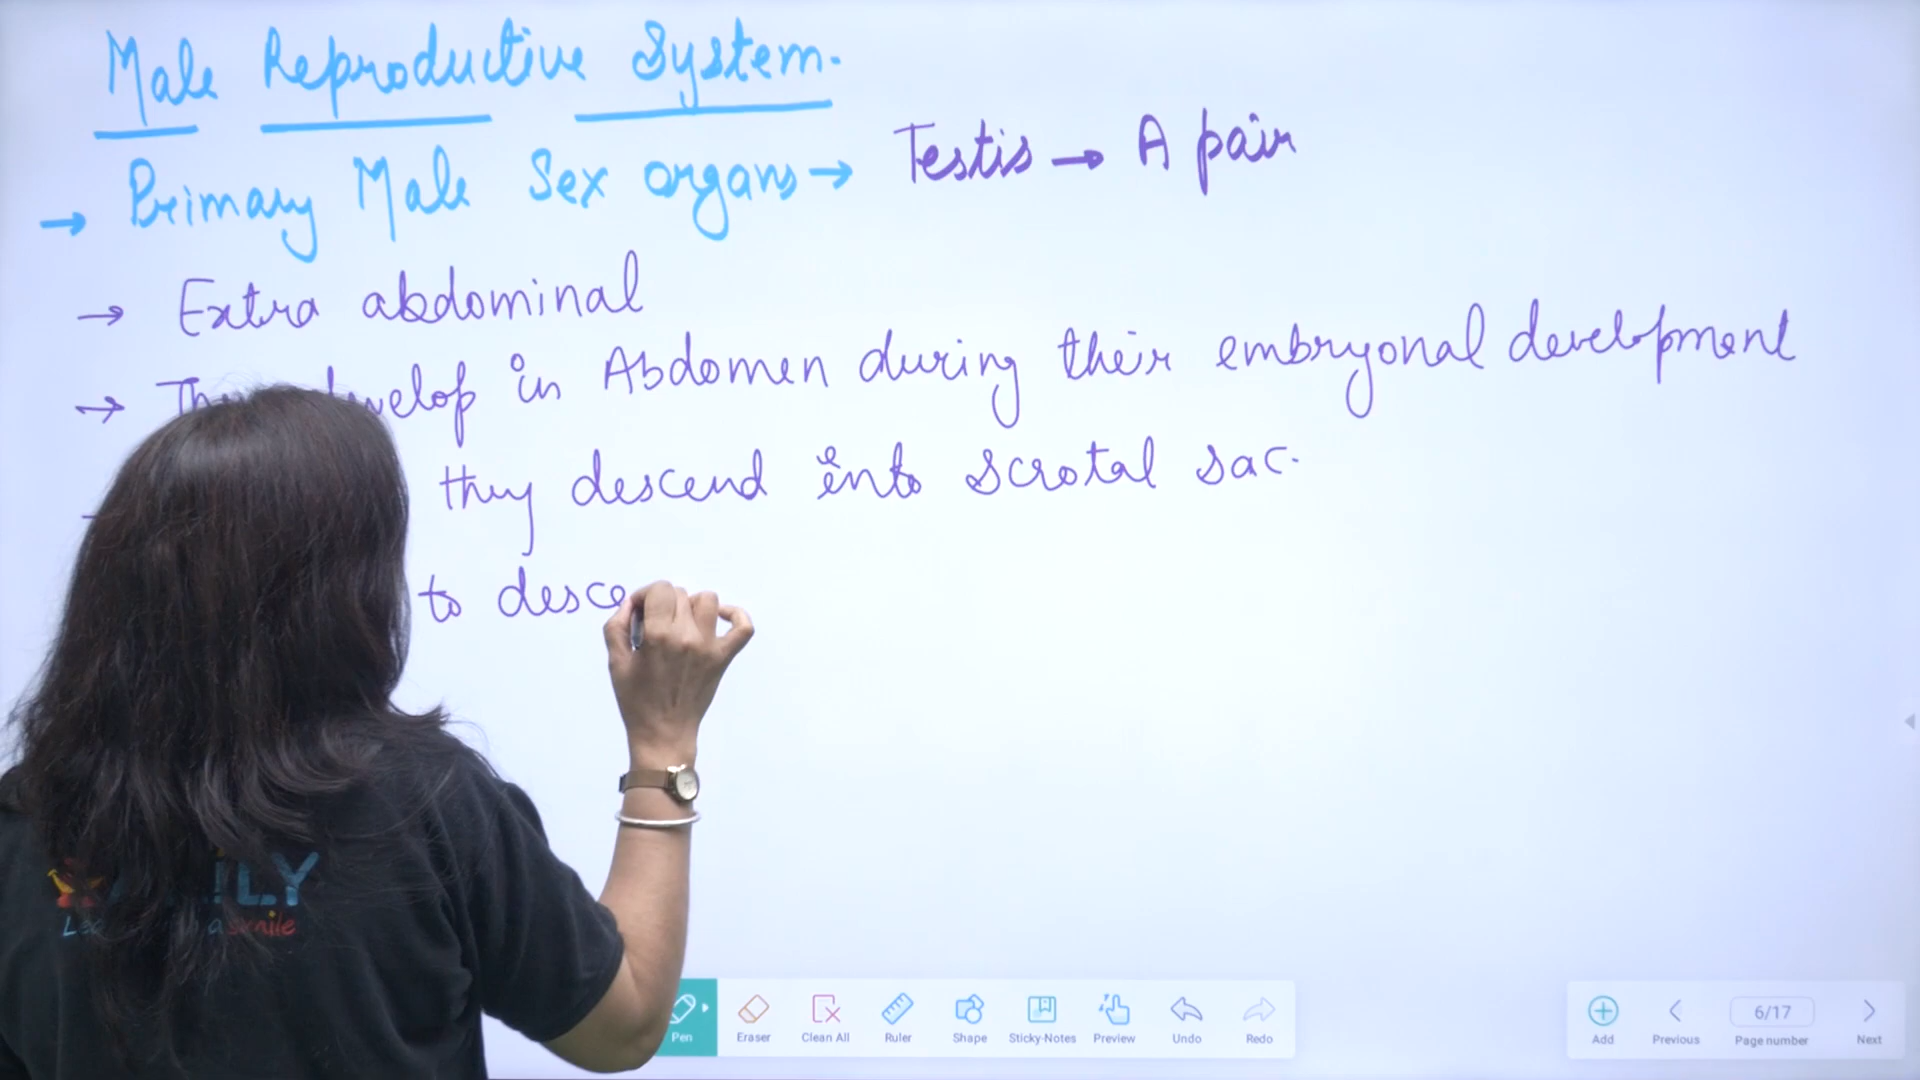 Male Reproductive System.
→ Primary Male Sex organs → Testis → A pair
→ Extra abdominal
→ in Abdomen during their embryonal development
they descend into scrotal sac.
to
a smile
Pen
Eraser
Clean All
Ruler
Shape
Sticky-Notes
Preview
Undo
Redo
Add
Previous
6/17
Page number
Next